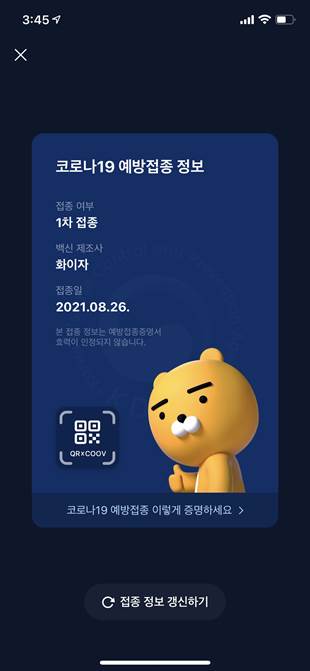 3:45
코로나19 예방접종 정보
접종 여부
1차 접종
백신 제조사
화이자
접종일
2021.08.26.
본 접종 정보는 예방접종증명서
효력이 인정되지 않습니다.
QR×COOV
코로나19 예방접종 이렇게 증명하세요
접종 정보 갱신하기